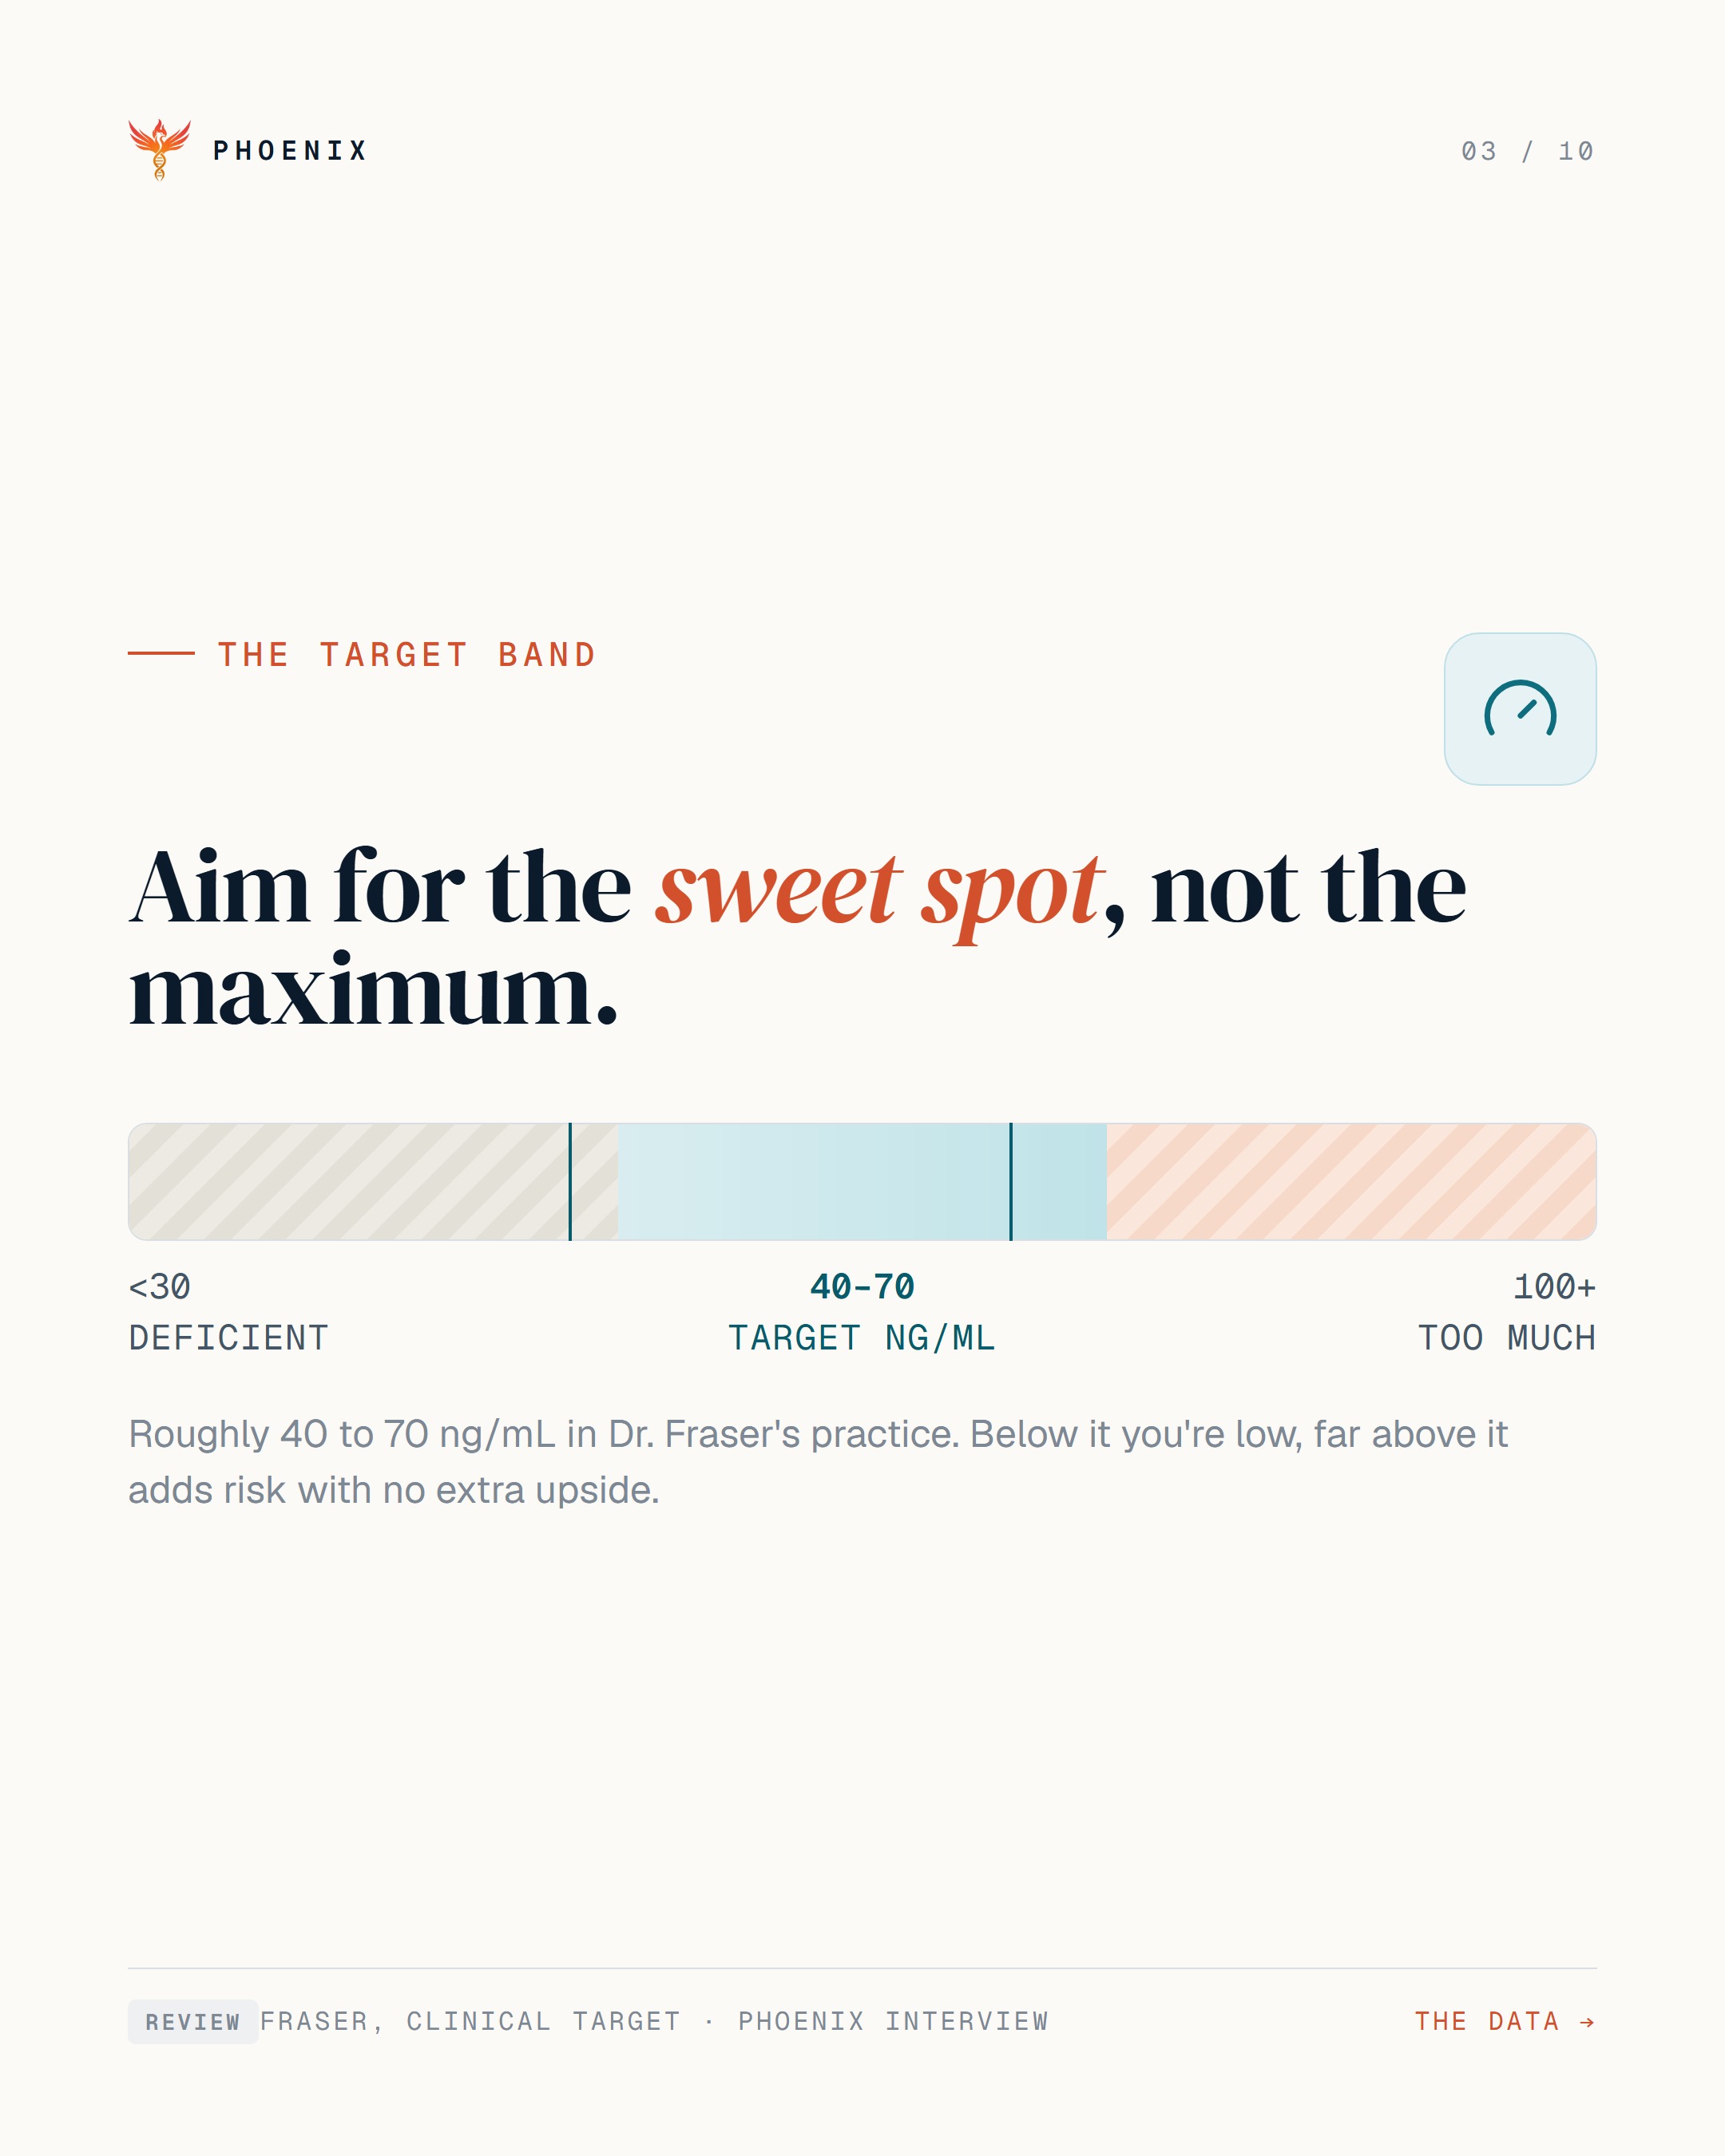 PHOENIX
03 / 10
THE TARGET BAND
Aim for the sweet spot, not the
maximum.
<30
DEFICIENT
40–70
TARGET NG/ML
100+
TOO MUCH
Roughly 40 to 70 ng/mL in Dr. Fraser's practice. Below it you're low, far above it
adds risk with no extra upside.
REVIEW FRASER, CLINICAL TARGET · PHOENIX INTERVIEW
THE DATA →